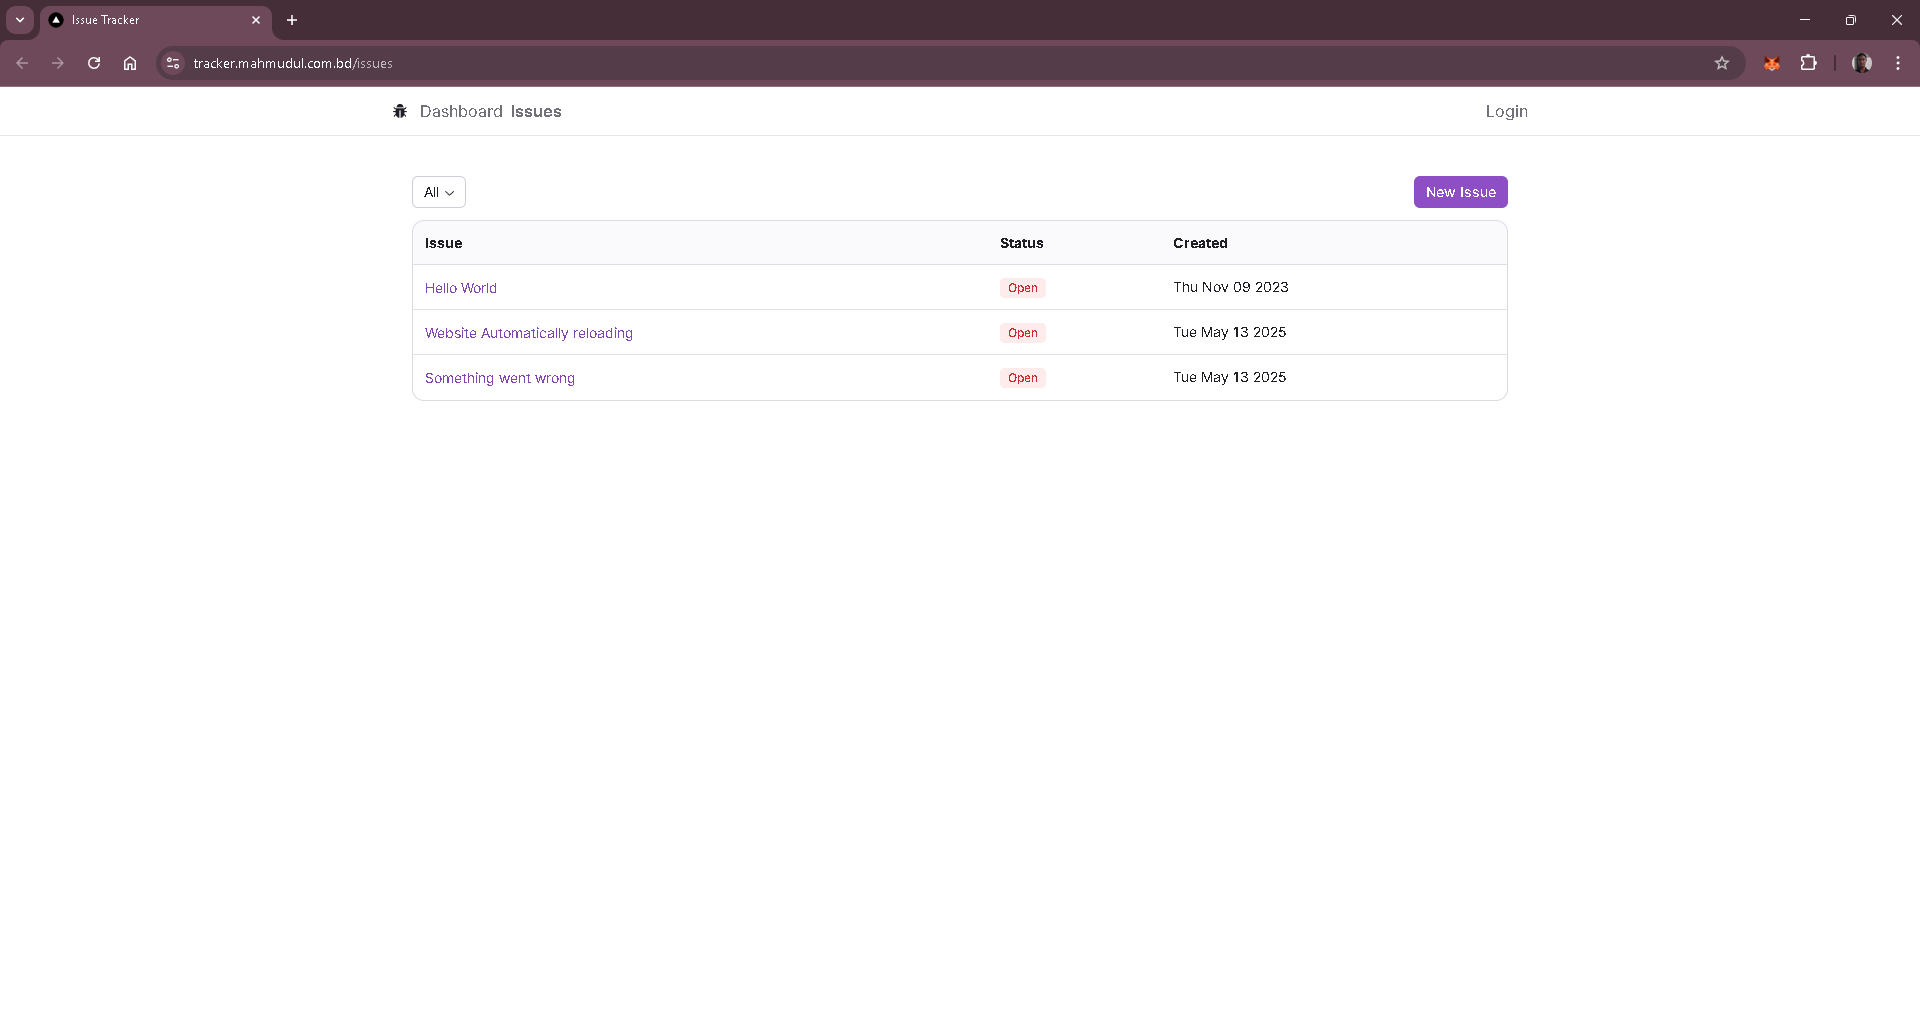 Issue Tracker
tracker.mahmudul.com.bd/issues
Dashboard Issues Login
All New Issue
Issue Status Created
Hello World Open Thu Nov 09 2023
Website Automatically reloading Open Tue May 13 2025
Something went wrong Open Tue May 13 2025